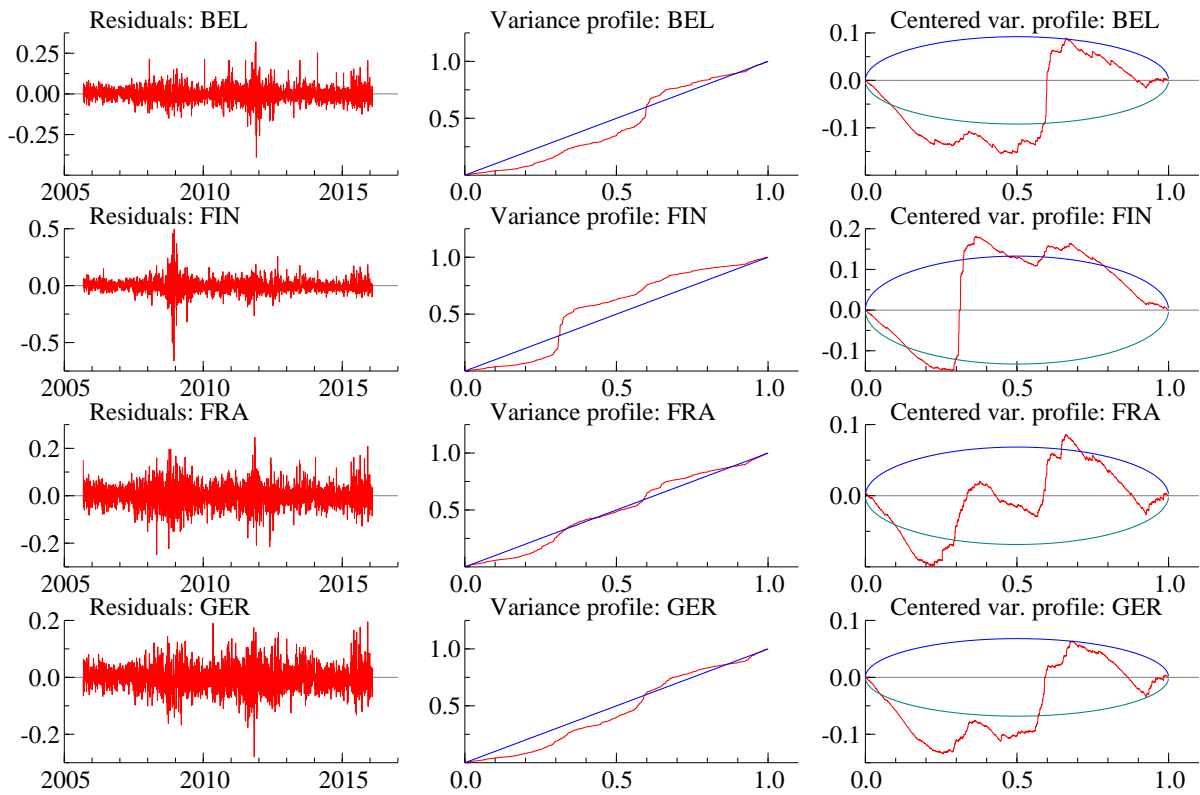 Residuals: BEL
0.25
0.00
-0.25
2005 2010 2015
Variance profile: BEL
1.0
0.5
0.0 0.5 1.0
Centered var. profile: BEL
0.1
0.0
-0.1
0.0 0.5 1.0
Residuals: FIN
0.5
0.0
-0.5
2005 2010 2015
Variance profile: FIN
1.0
0.5
0.0 0.5 1.0
Centered var. profile: FIN
0.2
0.1
0.0
-0.1
0.0 0.5 1.0
Residuals: FRA
0.2
0.0
-0.2
2005 2010 2015
Variance profile: FRA
1.0
0.5
0.0 0.5 1.0
Centered var. profile: FRA
0.1
0.0
0.0 0.5 1.0
Residuals: GER
0.2
0.0
-0.2
2005 2010 2015
Variance profile: GER
1.0
0.5
0.0 0.5 1.0
Centered var. profile: GER
0.1
0.0
-0.1
0.0 0.5 1.0